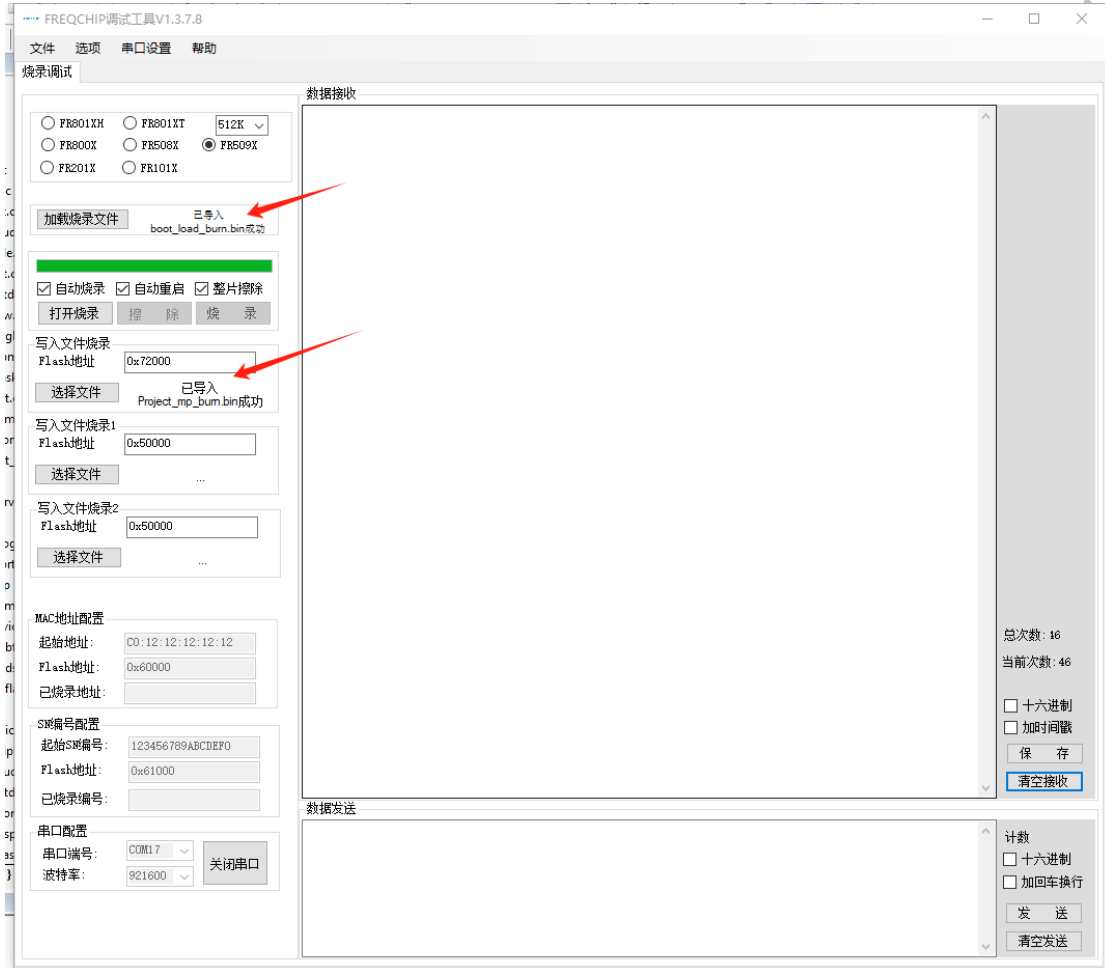 FREQCHIP调试工具V1.3.7.8
文件 选项 串口设置 帮助
烧录调试
数据接收
FR801XH FR801XT 512K
FR800X FR508X FR509X
FR201X FR101X
加载烧录文件
已导入
boot_load_burn.bin成功
自动烧录 自动重启 整片擦除
打开烧录 擦 除 烧 录
写入文件烧录
Flash地址 0x72000
选择文件
已导入
Project_mp_burn.bin成功
写入文件烧录1
Flash地址 0x50000
选择文件 ...
写入文件烧录2
Flash地址 0x50000
选择文件 ...
MAC地址配置
起始地址: C0:12:12:12:12:12
Flash地址: 0x60000
已烧录地址:
SN编号配置
起始SN编号: 123456789ABCDEF0
Flash地址: 0x61000
已烧录编号:
串口配置
串口端号: COM17
波特率: 921600
关闭串口
总次数: 46
当前次数: 46
十六进制
加时间戳
保 存
清空接收
数据发送
计数
十六进制
加回车换行
发 送
清空发送